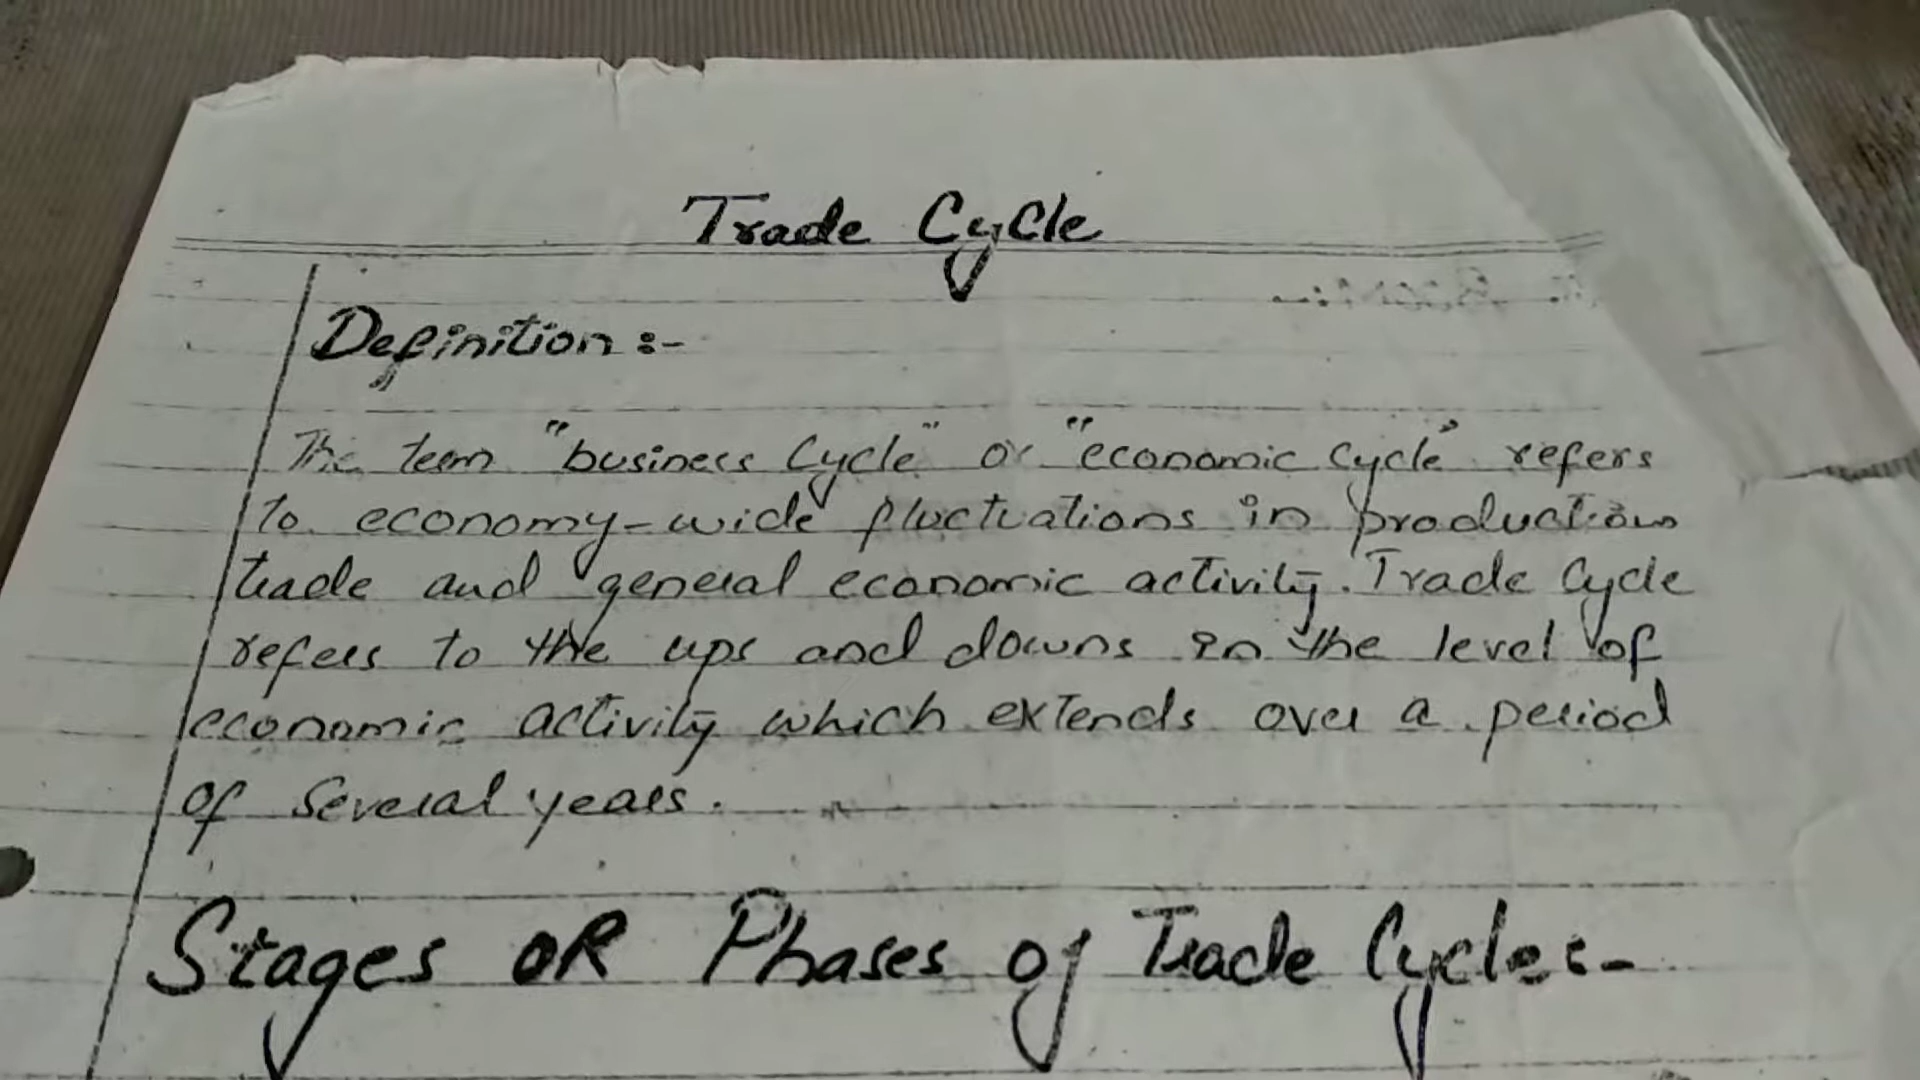 Trade Cycle
Definition :-
The term "business Cycle" or "economic cycle" refers
to economy-wide fluctuations in production
trade and general economic activity. Trade Cycle
refers to the ups and downs in the level of
economic activity which extends over a period
of Several years.
Stages OR Phases of Trade Cycle:-